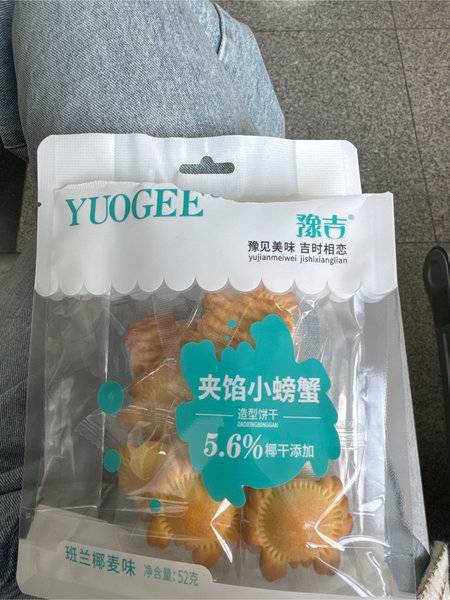 YUOGEE®
豫吉®
豫见美味 吉时相恋
yujianmeiwei jishixianglian
夹馅小螃蟹
造型饼干
ZAOXINGBINGGAN
5.6%椰干添加
班兰椰麦味 净含量:52克